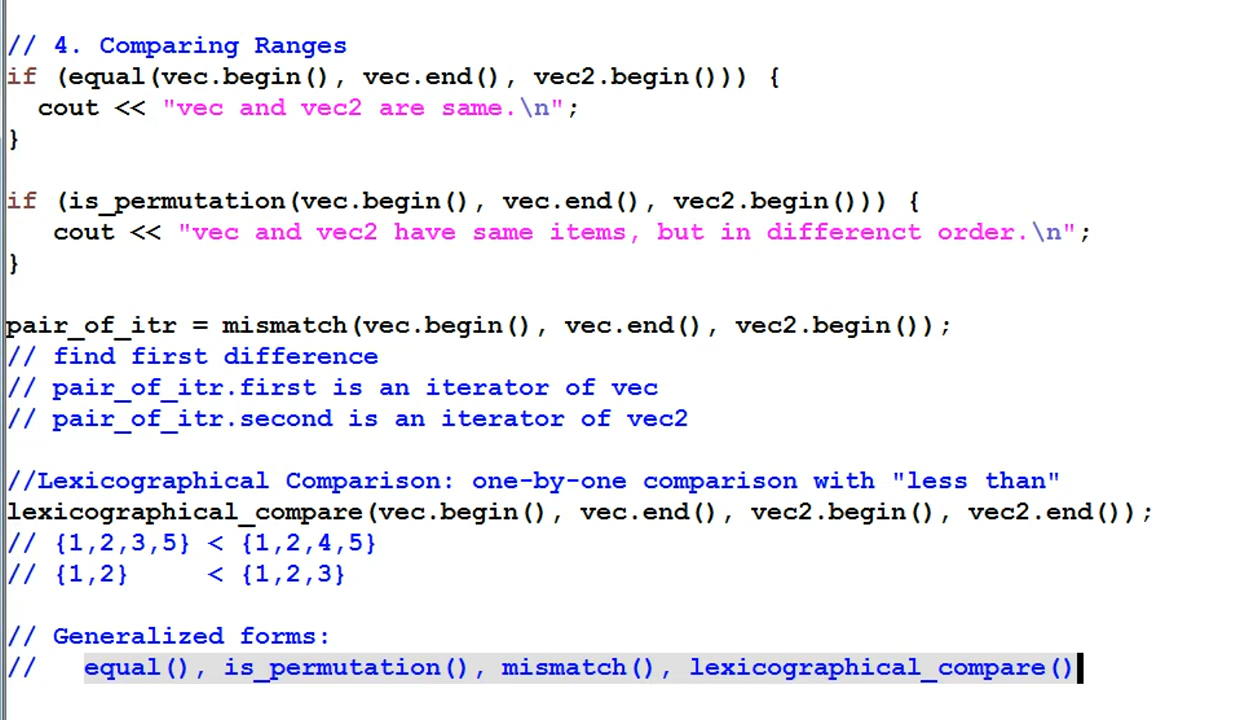 // 4. Comparing Ranges
if (equal(vec.begin(), vec.end(), vec2.begin())) {
  cout << "vec and vec2 are same.\n";
}
if (is_permutation(vec.begin(), vec.end(), vec2.begin())) {
   cout << "vec and vec2 have same items, but in differenct order.\n";
}
pair_of_itr = mismatch(vec.begin(), vec.end(), vec2.begin());
// find first difference
// pair_of_itr.first is an iterator of vec
// pair_of_itr.second is an iterator of vec2
//Lexicographical Comparison: one-by-one comparison with "less than"
lexicographical_compare(vec.begin(), vec.end(), vec2.begin(), vec2.end());
// {1,2,3,5} < {1,2,4,5}
// {1,2}     < {1,2,3}
// Generalized forms:
//   equal(), is_permutation(), mismatch(), lexicographical_compare()